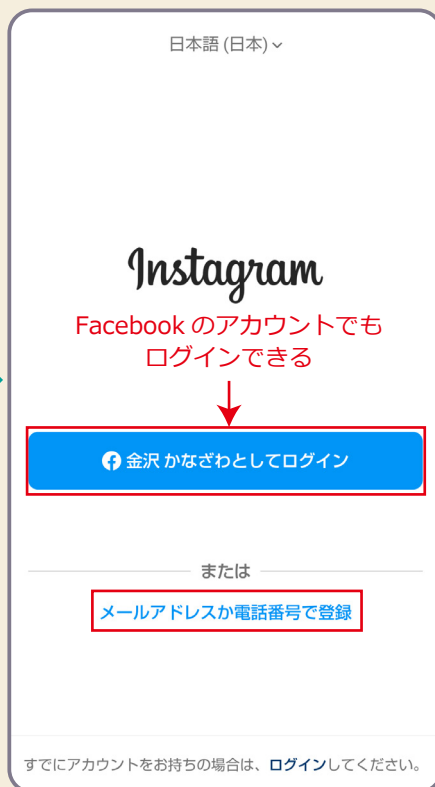 日本語 (日本)
Instagram
Facebook のアカウントでも
ログインできる
金沢 かなざわとしてログイン
または
メールアドレスか電話番号で登録
すでにアカウントをお持ちの場合は、ログインしてください。